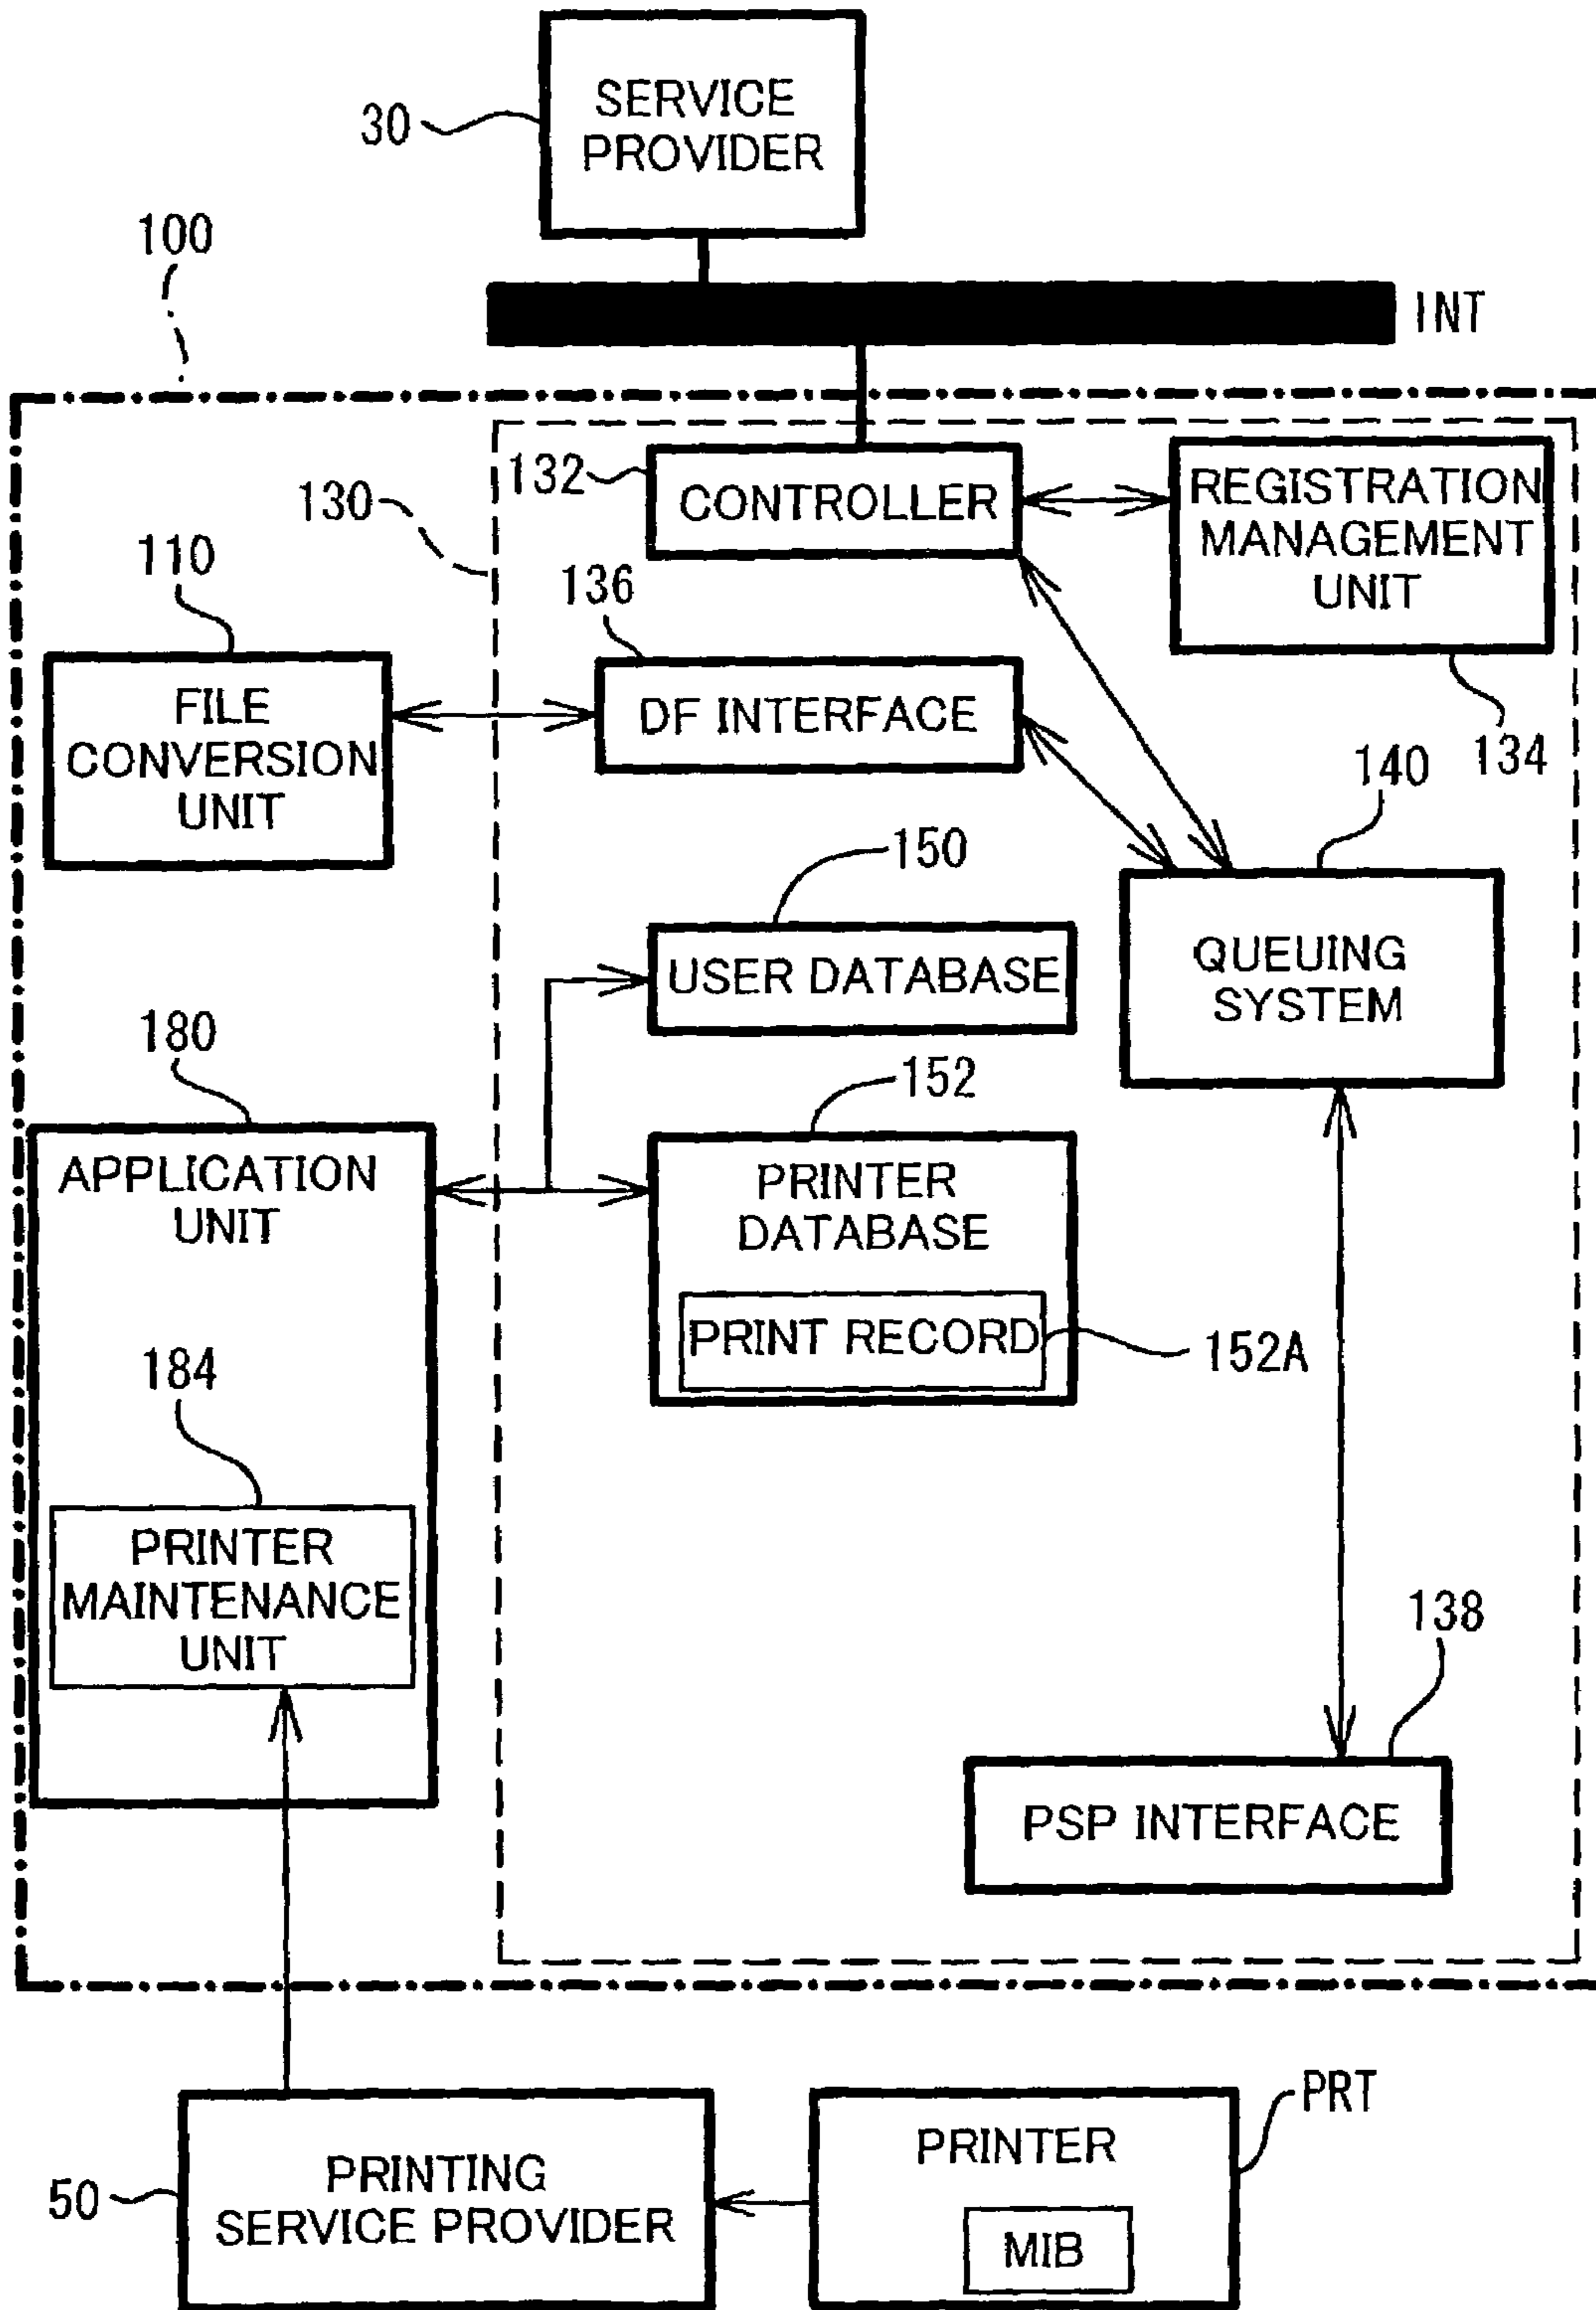 SERVICE
PROVIDER
30
100
INT
132
CONTROLLER
REGISTRATION
MANAGEMENT
UNIT
130
110
136
134
FILE
CONVERSION
UNIT
DF INTERFACE
140
150
USER DATABASE
QUEUING
SYSTEM
180
152
APPLICATION
UNIT
PRINTER
DATABASE
PRINT RECORD
152A
184
PRINTER
MAINTENANCE
UNIT
138
PSP INTERFACE
PRT
50
PRINTING
SERVICE PROVIDER
PRINTER
MIB